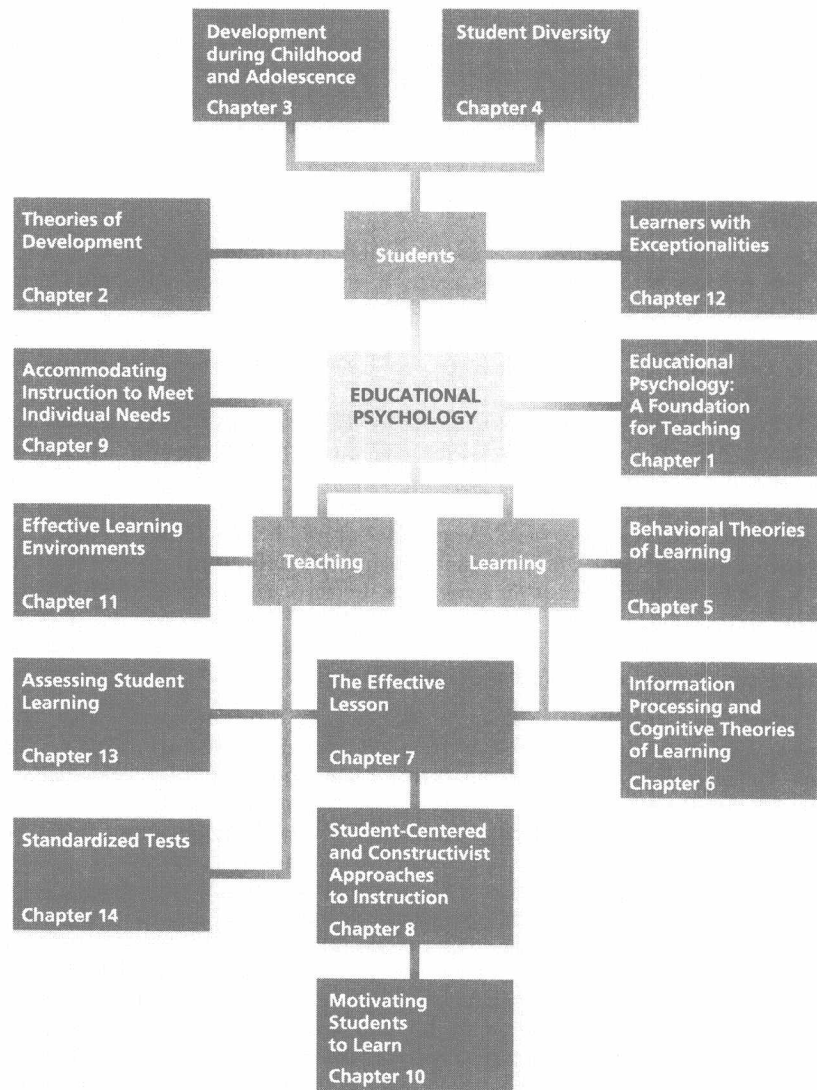 Development
during Childhood
and Adolescence
Chapter 3
Student Diversity
Chapter 4
Theories of
Development
Chapter 2
Students
Learners with
Exceptionalities
Chapter 12
Accommodating
Instruction to Meet
Individual Needs
Chapter 9
EDUCATIONAL
PSYCHOLOGY
Educational
Psychology:
A Foundation
for Teaching
Chapter 1
Effective Learning
Environments
Chapter 11
Teaching
Learning
Behavioral Theories
of Learning
Chapter 5
Assessing Student
Learning
Chapter 13
The Effective
Lesson
Chapter 7
Information
Processing and
Cognitive Theories
of Learning
Chapter 6
Standardized Tests
Chapter 14
Student-Centered
and Constructivist
Approaches
to Instruction
Chapter 8
Motivating
Students
to Learn
Chapter 10